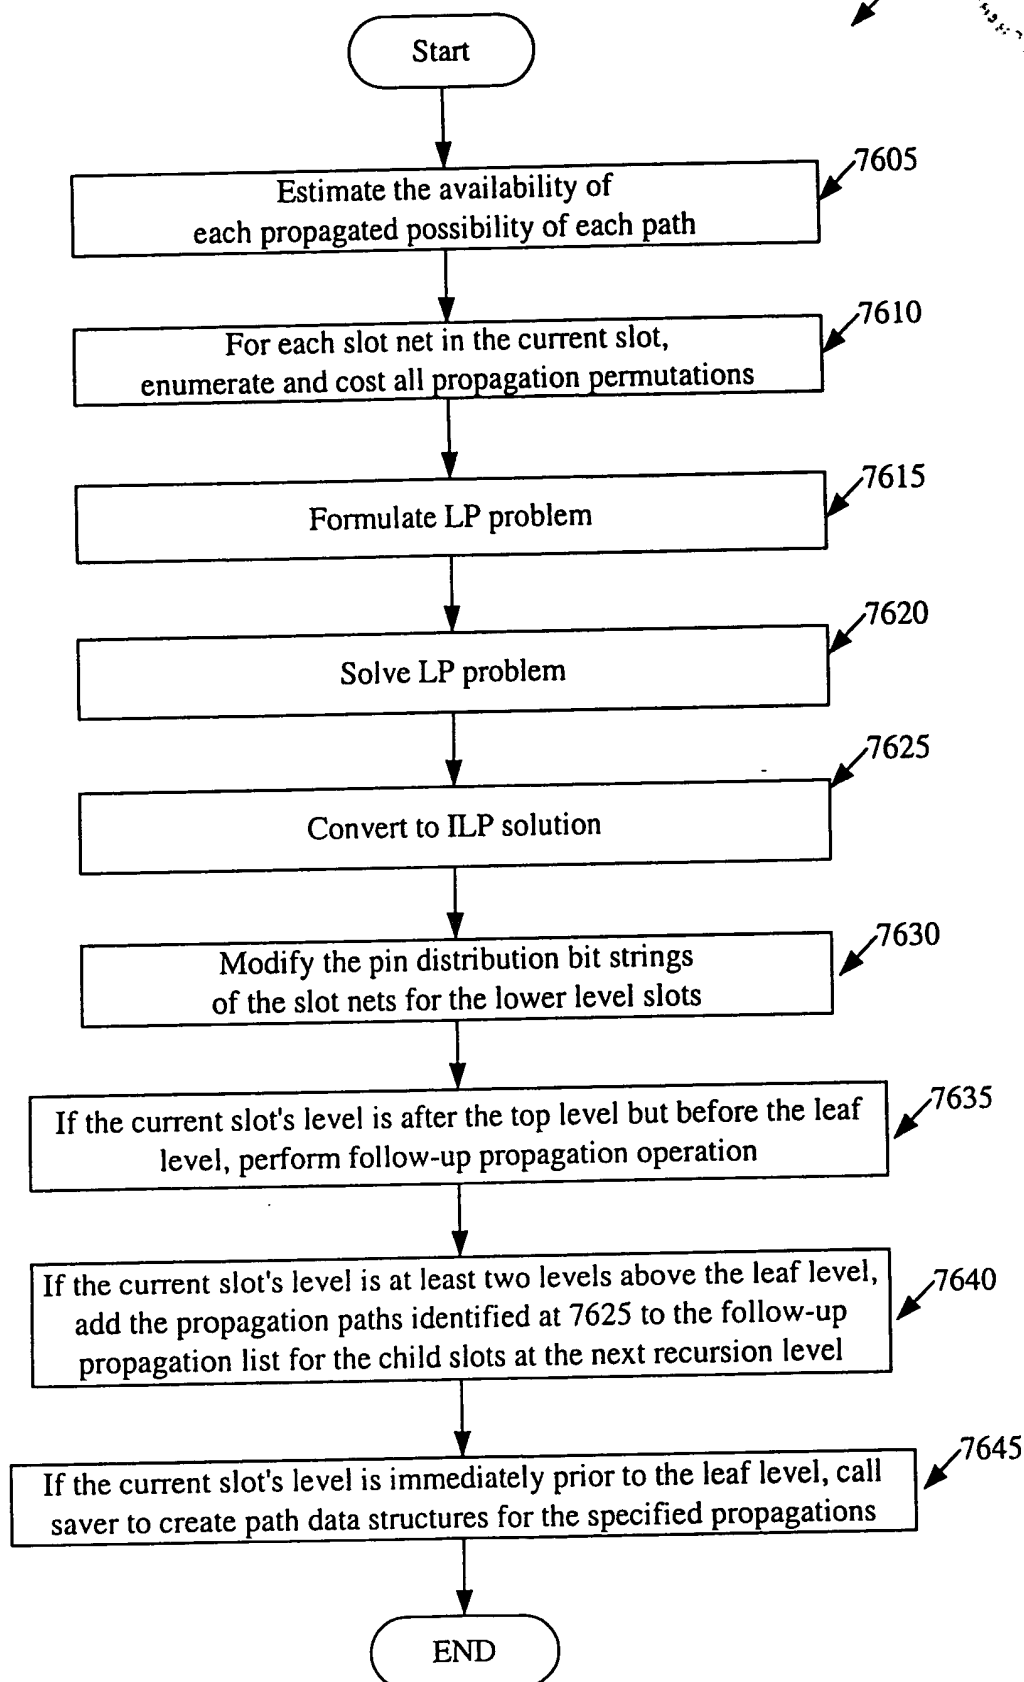 Start
7605
Estimate the availability of
each propagated possibility of each path
7610
For each slot net in the current slot,
enumerate and cost all propagation permutations
7615
Formulate LP problem
7620
Solve LP problem
7625
Convert to ILP solution
7630
Modify the pin distribution bit strings
of the slot nets for the lower level slots
7635
If the current slot's level is after the top level but before the leaf
level, perform follow-up propagation operation
7640
If the current slot's level is at least two levels above the leaf level,
add the propagation paths identified at 7625 to the follow-up
propagation list for the child slots at the next recursion level
7645
If the current slot's level is immediately prior to the leaf level, call
saver to create path data structures for the specified propagations
END